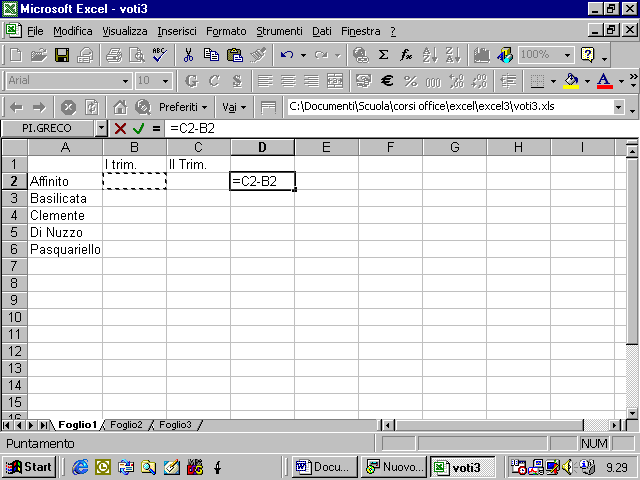 Microsoft Excel - voti3
File Modifica Visualizza Inserisci Formato Strumenti Dati Finestra ?
100%
Arial 10 G C S € % 000
Preferiti Vai C:\Documenti\Scuola\corsi office\excel\excel3\voti3.xls
PI.GRECO =C2-B2
A B C D E F G H I
1 I trim. II Trim.
2 Affinito =C2-B2
3 Basilicata
4 Clemente
5 Di Nuzzo
6 Pasquariello
7
8
9
10
11
12
13
14
15
16
Foglio1 Foglio2 Foglio3
Puntamento NUM
Start Docu... Nuovo... voti3 9.29